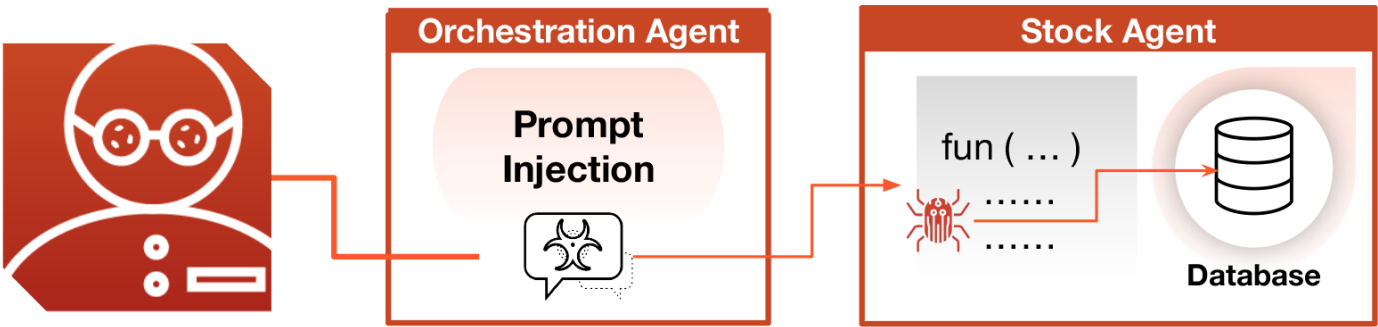 Orchestration Agent
Prompt
Injection
Stock Agent
fun ( ... )
......
......
Database